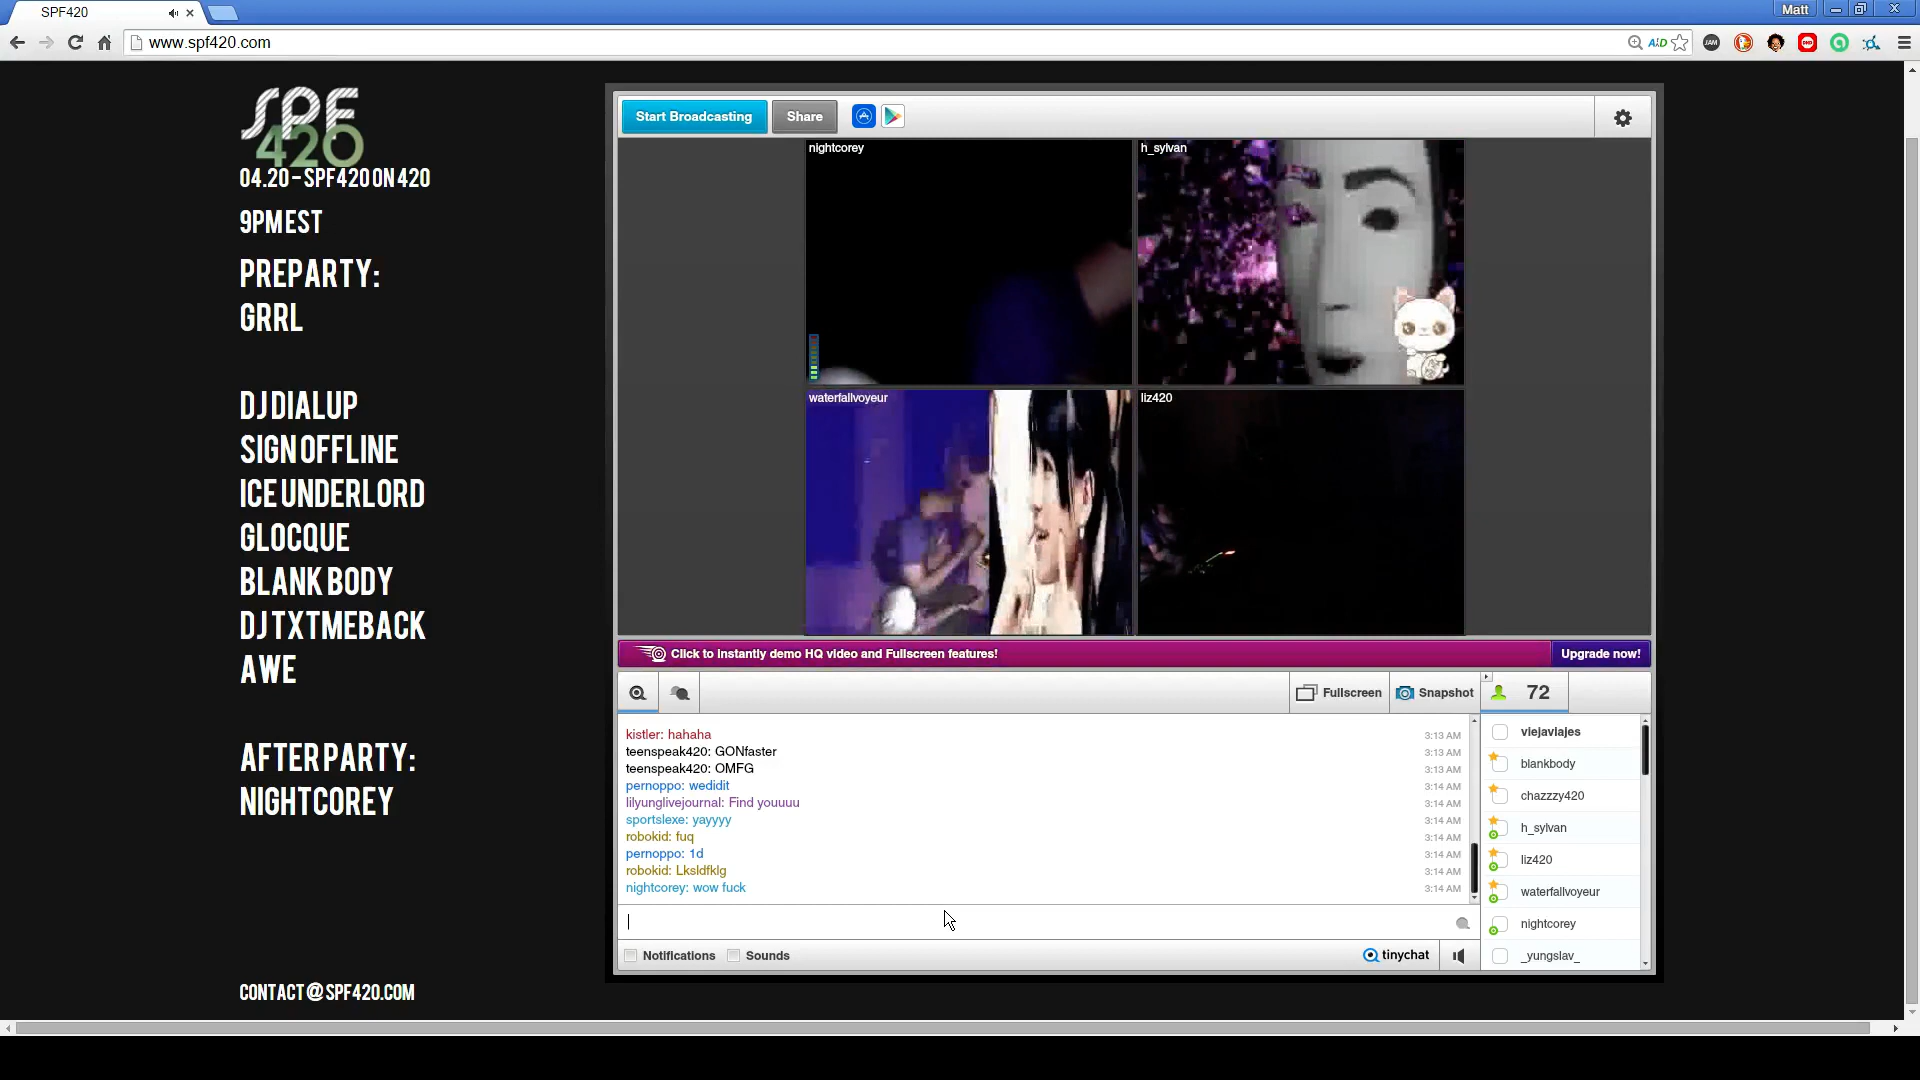 SPF420
Matt
www.spf420.com
SPF
420
04.20 - SPF420 ON 420
9PM EST
PREPARTY:
GRRL
DJ DIALUP
SIGN OFFLINE
ICE UNDERLORD
GLOCQUE
BLANK BODY
DJ TXTMEBACK
AWE
AFTER PARTY:
NIGHTCOREY
CONTACT@SPF420.COM
Start Broadcasting
Share
nightcorey
h_sylvan
waterfallvoyeur
liz420
Click to instantly demo HQ video and Fullscreen features!
Upgrade now!
Fullscreen
Snapshot
72
kistler: hahaha 3:13 AM
teenspeak420: GONfaster 3:13 AM
teenspeak420: OMFG 3:13 AM
pernoppo: wedidit 3:14 AM
lilyunglivejournal: Find youuuu 3:14 AM
sportslexe: yayyyy 3:14 AM
robokid: fuq 3:14 AM
pernoppo: 1d 3:14 AM
robokid: Lksldfklg 3:14 AM
nightcorey: wow fuck 3:14 AM
viejaviajes
blankbody
chazzzy420
h_sylvan
liz420
waterfallvoyeur
nightcorey
_yungslav_
Notifications
Sounds
tinychat